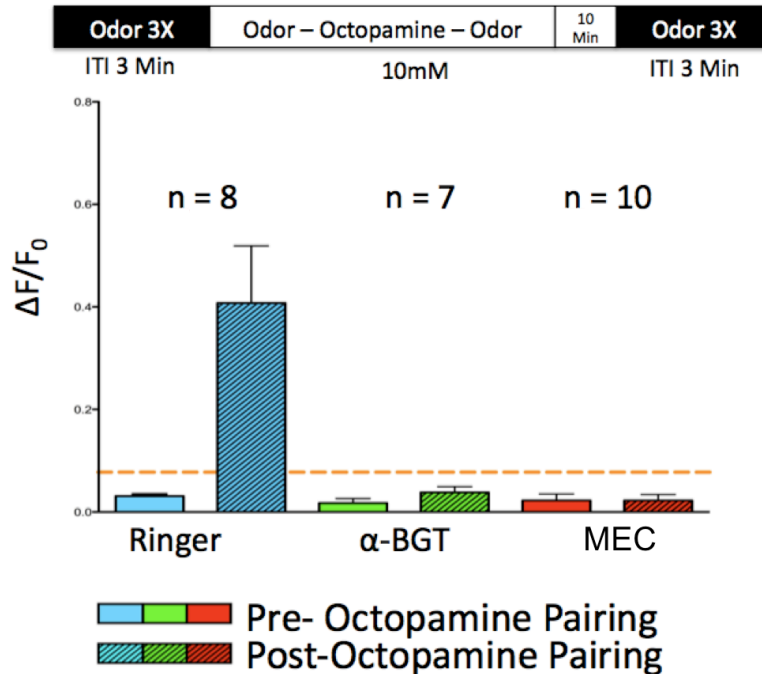 Odor 3X Odor – Octopamine – Odor 10 Min Odor 3X
ITI 3 Min 10mM ITI 3 Min
0.8
n = 8 n = 7 n = 10
0.6
ΔF/F₀
0.4
0.2
0.0
Ringer α-BGT MEC
Pre- Octopamine Pairing
Post-Octopamine Pairing